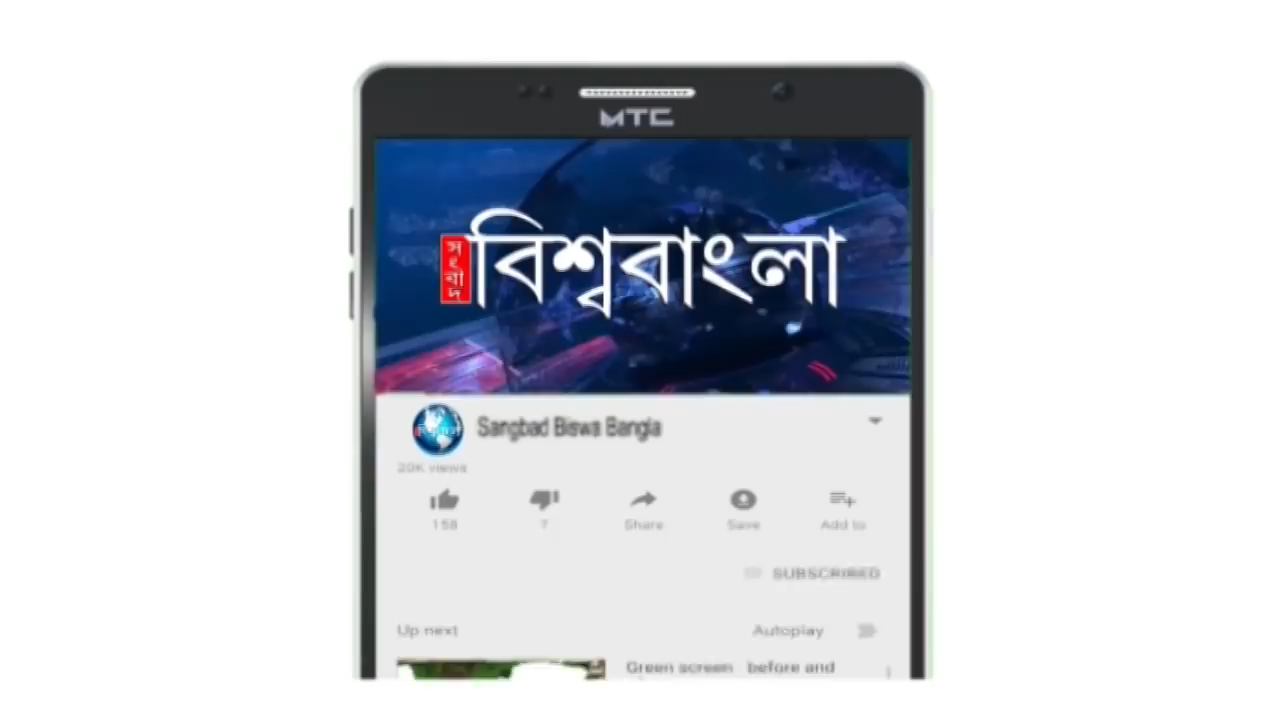 MTC
সংবাদ বিশ্ববাংলা
Sangbad Biswa Bangla
20K views
158 7 Share Save Add to
SUBSCRIBED
Up next Autoplay
Green screen before and